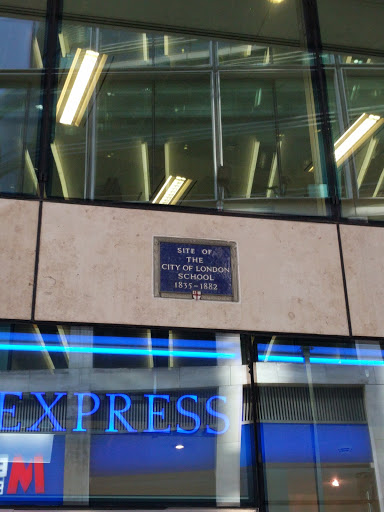 SITE OF
THE
CITY OF LONDON
SCHOOL
1835-1882
EXPRESS
M